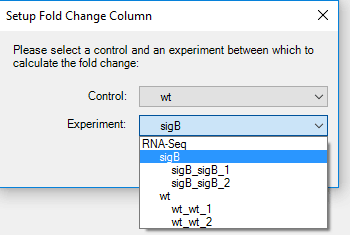 Setup Fold Change Column
Please select a control and an experiment between which to
calculate the fold change:
Control: wt
Experiment: sigB
RNA-Seq
sigB
sigB_sigB_1
sigB_sigB_2
wt
wt_wt_1
wt_wt_2